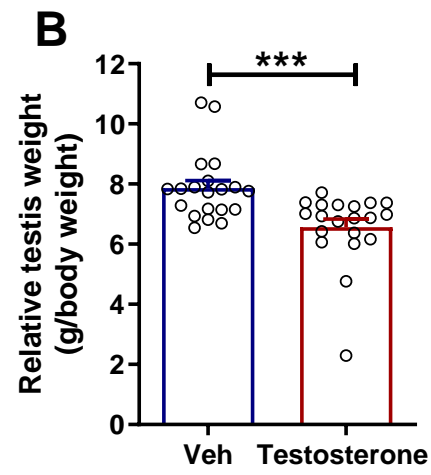 B
***
Relative testis weight
(g/body weight)
12
10
8
6
4
2
0
Veh Testosterone